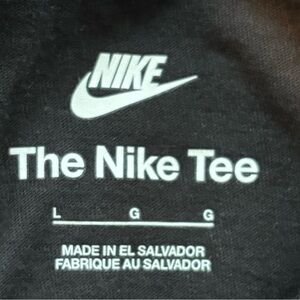 NIKE
The Nike Tee
L G G
MADE IN EL SALVADOR
FABRIQUE AU SALVADOR